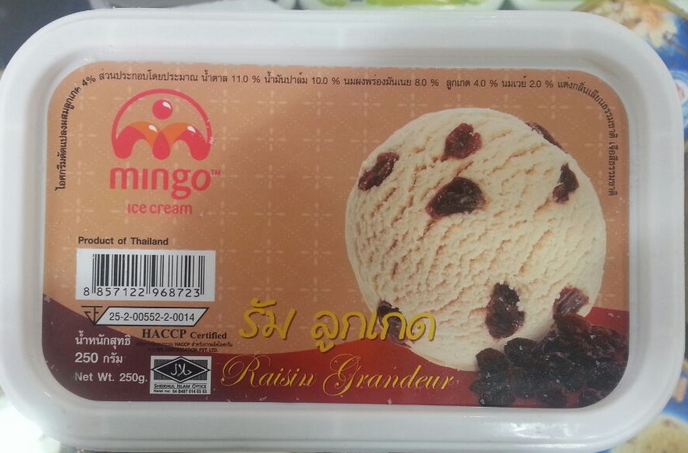 ไอศกรีมดัดแปลงผสมลูกเกด 4% ส่วนประกอบโดยประมาณ น้ำตาล 11.0 % น้ำมันปาล์ม 10.0 % นมผงพร่องมันเนย 8.0 % ลูกเกด 4.0 % นมเวย์ 2.0 % แต่งกลิ่นเลียนธรรมชาติ เจือสีธรรมชาติ
mingo™
ice cream
Product of Thailand
8 857122 968723
25-2-00552-2-0014
HACCP Certified
น้ำหนักสุทธิ
250 กรัม
Net Wt. 250g.
SHEIKHUL ISLAM OFFICE
รัม ลูกเกด
Raisin Grandeur